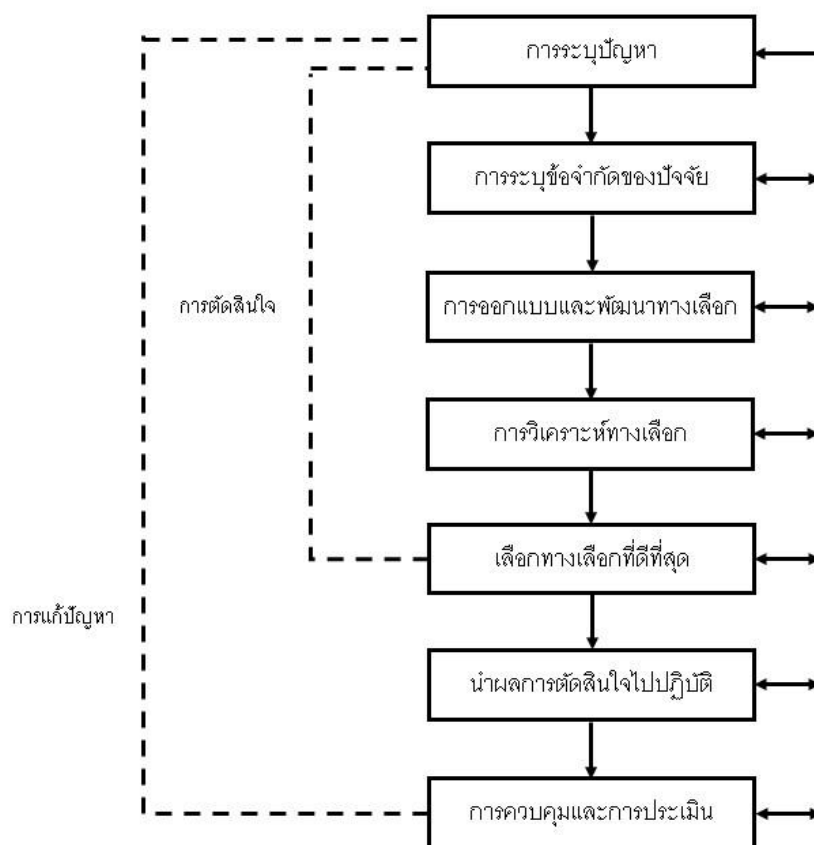 การระบุปัญหา
การระบุข้อจำกัดของปัจจัย
การตัดสินใจ
การออกแบบและพัฒนาทางเลือก
การวิเคราะห์ทางเลือก
เลือกทางเลือกที่ดีที่สุด
การแก้ปัญหา
นำผลการตัดสินใจไปปฏิบัติ
การควบคุมและการประเมิน